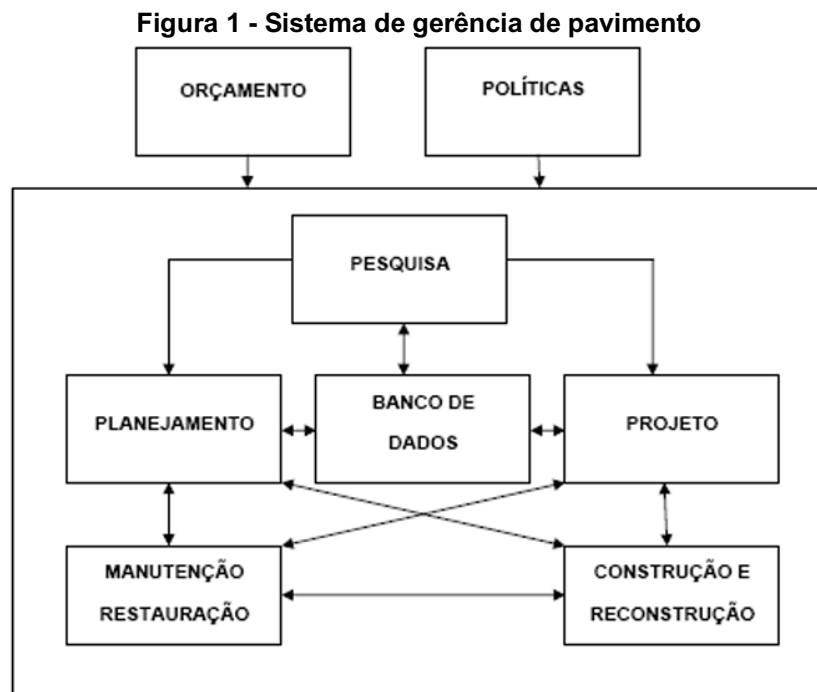 Figura 1 - Sistema de gerência de pavimento
ORÇAMENTO
POLÍTICAS
PESQUISA
PLANEJAMENTO
BANCO DE
DADOS
PROJETO
MANUTENÇÃO
RESTAURAÇÃO
CONSTRUÇÃO E
RECONSTRUÇÃO